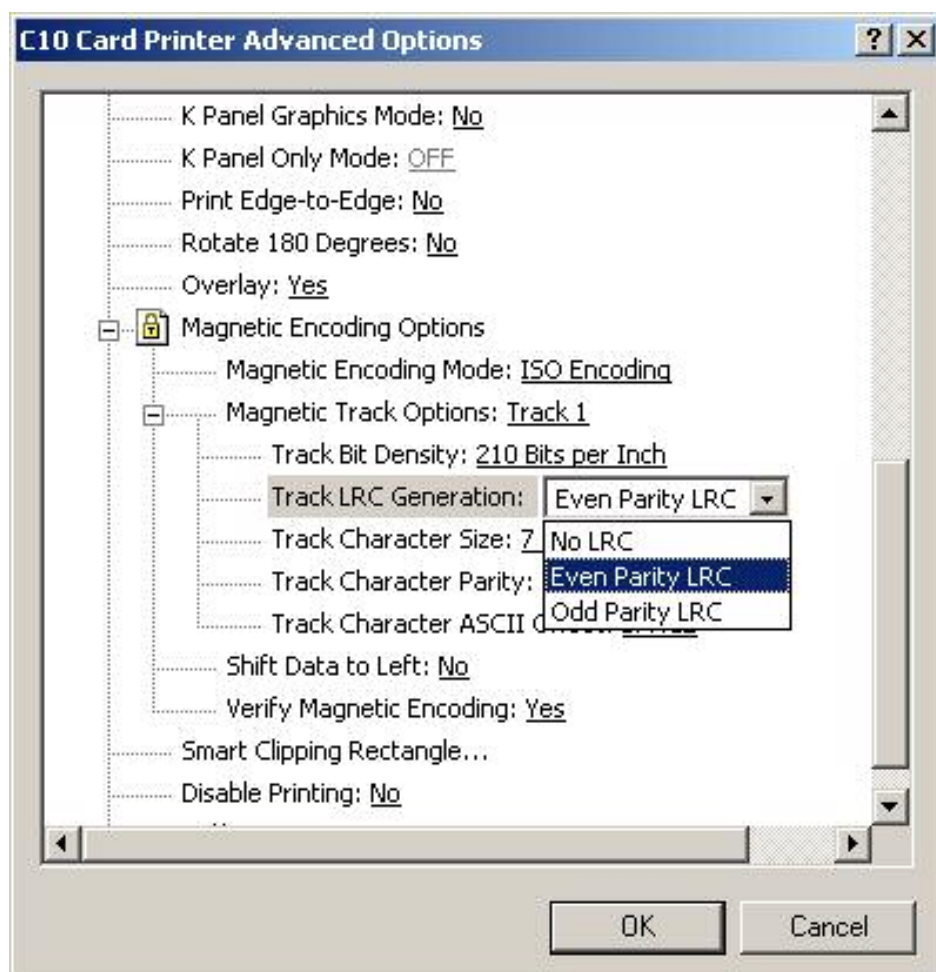 C10 Card Printer Advanced Options
K Panel Graphics Mode: No
K Panel Only Mode: OFF
Print Edge-to-Edge: No
Rotate 180 Degrees: No
Overlay: Yes
Magnetic Encoding Options
Magnetic Encoding Mode: ISO Encoding
Magnetic Track Options: Track 1
Track Bit Density: 210 Bits per Inch
Track LRC Generation: Even Parity LRC
Track Character Size: 7
No LRC
Track Character Parity:
Even Parity LRC
Track Character ASCII
Odd Parity LRC
Shift Data to Left: No
Verify Magnetic Encoding: Yes
Smart Clipping Rectangle...
Disable Printing: No
OK Cancel